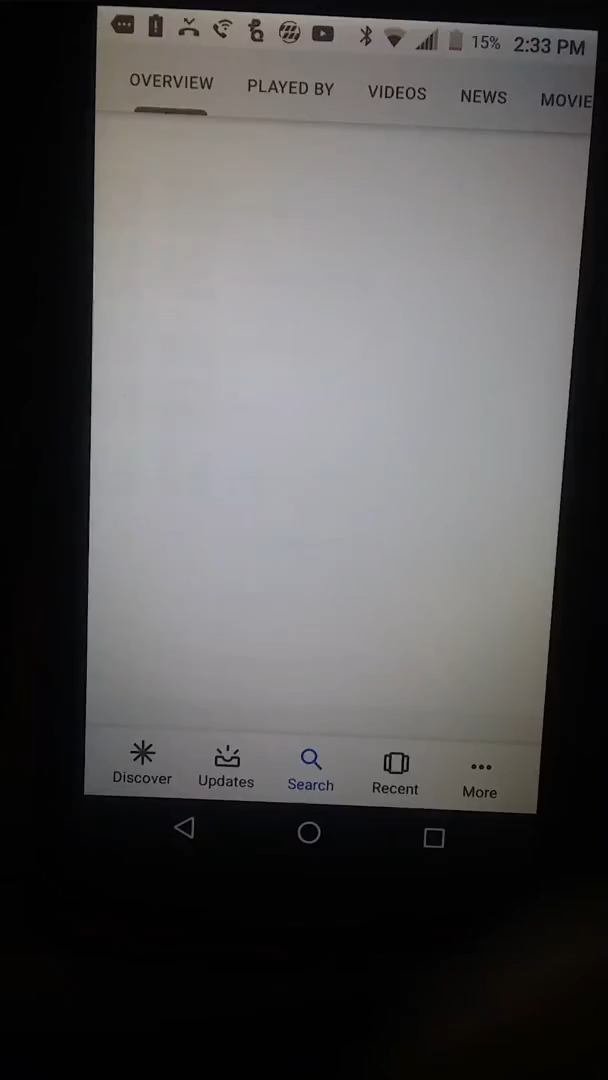 15% 2:33 PM
OVERVIEW PLAYED BY VIDEOS NEWS MOVIE
Discover Updates Search Recent More